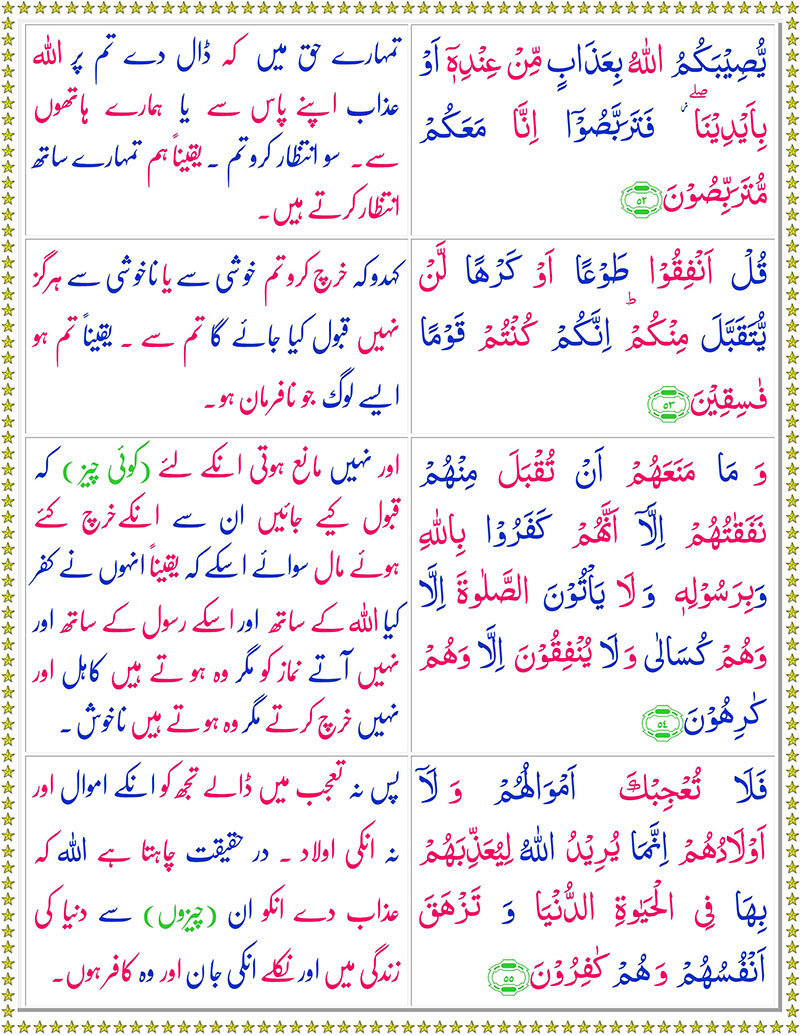 يُّصِيْبَكُمُ اللّٰهُ بِعَذَابٍ مِّنْ عِنْدِهٖۤ اَوْ
بِاَيْدِيْنَا ۖ فَتَرَبَّصُوْۤا اِنَّا مَعَكُمْ
مُّتَرَبِّصُوْنَ ۝٥٢
تمہارے حق میں کہ ڈال دے تم پر اللہ
عذاب اپنے پاس سے یا ہمارے ہاتھوں
سے۔ سو انتظار کرو تم ۔ یقیناً ہم تمہارے ساتھ
انتظار کرتے ہیں۔
قُلْ اَنْفِقُوْا طَوْعًا اَوْ كَرْهًا لَّنْ
يُّتَقَبَّلَ مِنْكُمْ ؕ اِنَّكُمْ كُنْتُمْ قَوْمًا
فٰسِقِيْنَ ۝٥٣
کہدو کہ خرچ کرو تم خوشی سے یا ناخوشی سے ہرگز
نہیں قبول کیا جائے گا تم سے ۔ یقیناً تم ہو
ایسے لوگ جو نافرمان ہو۔
وَ مَا مَنَعَهُمْ اَنْ تُقْبَلَ مِنْهُمْ
نَفَقٰتُهُمْ اِلَّاۤ اَنَّهُمْ كَفَرُوْا بِاللّٰهِ
وَبِرَسُوْلِهٖ وَ لَا يَاْتُوْنَ الصَّلٰوةَ اِلَّا
وَهُمْ كُسَالٰى وَ لَا يُنْفِقُوْنَ اِلَّا وَهُمْ
كٰرِهُوْنَ ۝٥٤
اور نہیں مانع ہوتی انکے لئے (کوئی چیز) کہ
قبول کیے جائیں ان سے انکے خرچ کئے
ہوئے مال سوائے اسکے کہ یقیناً انہوں نے کفر
کیا اللہ کے ساتھ اور اسکے رسول کے ساتھ اور
نہیں آتے نماز کو مگر وہ ہوتے ہیں کاہل اور
نہیں خرچ کرتے مگر وہ ہوتے ہیں ناخوش ۔
فَلَا تُعْجِبْكَ اَمْوَالُهُمْ وَ لَاۤ
اَوْلَادُهُمْ اِنَّمَا يُرِيْدُ اللّٰهُ لِيُعَذِّبَهُمْ
بِهَا فِي الْحَيٰوةِ الدُّنْيَا وَ تَزْهَقَ
اَنْفُسُهُمْ وَهُمْ كٰفِرُوْنَ ۝٥٥
پس نہ تعجب میں ڈالے تجھ کو انکے اموال اور
نہ انکی اولاد ۔ در حقیقت چاہتا ہے اللہ کہ
عذاب دے انکو ان (چیزوں) سے دنیا کی
زندگی میں اور نکلے انکی جان اور وہ کافر ہوں۔